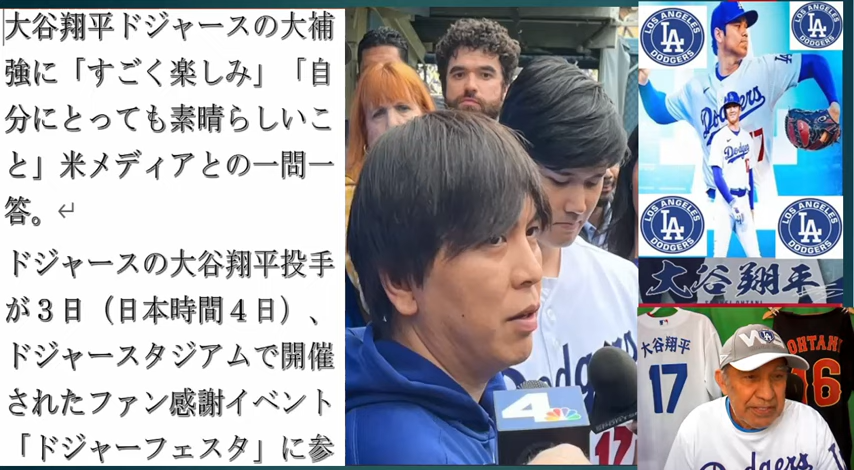 大谷翔平ドジャースの大補
強に「すごく楽しみ」「自
分にとっても素晴らしいこ
と」米メディアとの一問一
答。
ドジャースの大谷翔平投手
が３日（日本時間４日）、
ドジャースタジアムで開催
されたファン感謝イベント
「ドジャーフェスタ」に参
4
Dodgers
LOS ANGELES
LA
DODGERS
LOS ANGELES
LA
DODGERS
17
LOS ANGELES
LA
DODGERS
LOS ANGELES
LA
DODGERS
大谷翔平
大谷翔平
17
OHTANI
16
LA
Dodgers